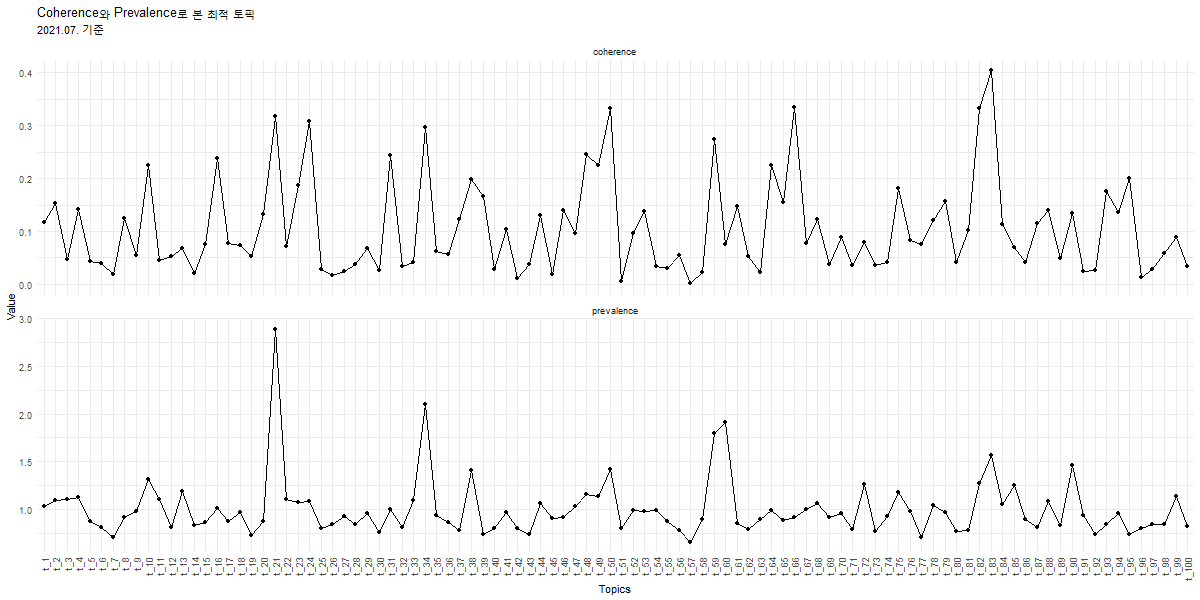 Coherence와 Prevalence로 본 최적 토픽
2021.07. 기준
coherence
0.4
0.3
0.2
0.1
0.0
Value
prevalence
3.0
2.5
2.0
1.5
1.0
t_1 t_2 t_3 t_4 t_5 t_6 t_7 t_8 t_9 t_10 t_11 t_12 t_13 t_14 t_15 t_16 t_17 t_18 t_19 t_20 t_21 t_22 t_23 t_24 t_25 t_26 t_27 t_28 t_29 t_30 t_31 t_32 t_33 t_34 t_35 t_36 t_37 t_38 t_39 t_40 t_41 t_42 t_43 t_44 t_45 t_46 t_47 t_48 t_49 t_50 t_51 t_52 t_53 t_54 t_55 t_56 t_57 t_58 t_59 t_60 t_61 t_62 t_63 t_64 t_65 t_66 t_67 t_68 t_69 t_70 t_71 t_72 t_73 t_74 t_75 t_76 t_77 t_78 t_79 t_80 t_81 t_82 t_83 t_84 t_85 t_86 t_87 t_88 t_89 t_90 t_91 t_92 t_93 t_94 t_95 t_96 t_97 t_98 t_99 t_100
Topics